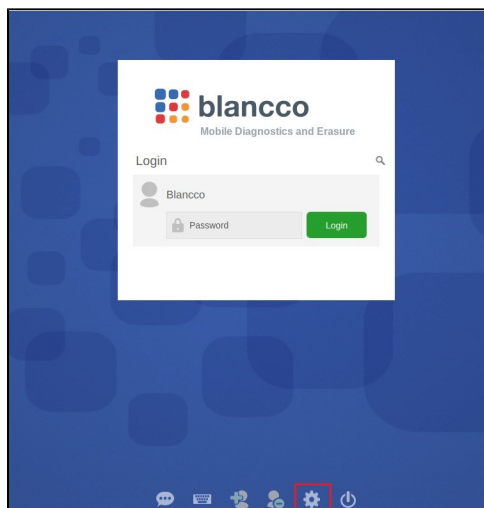 blancco
Mobile Diagnostics and Erasure
Login
Blancco
Password
Login